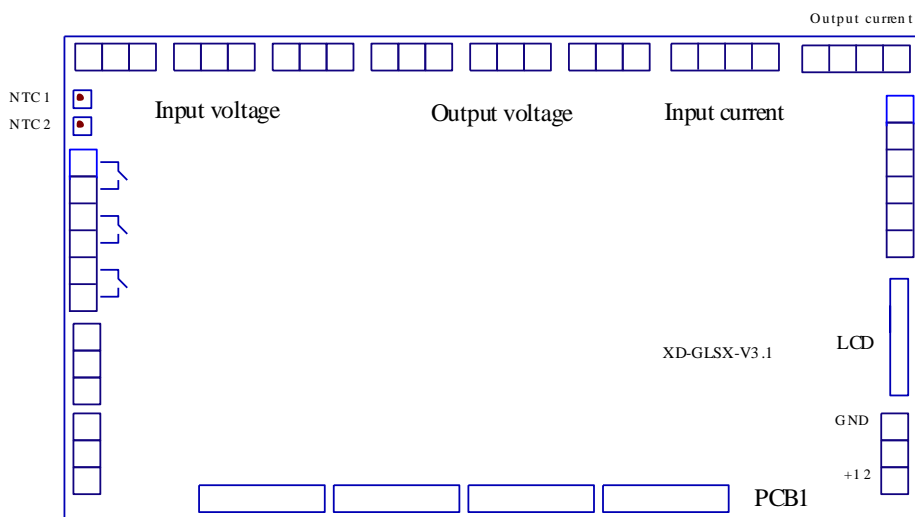 Output current
NTC1
NTC2
Input voltage
Output voltage
Input current
XD-GLSX-V3.1
LCD
GND
+12
PCB1